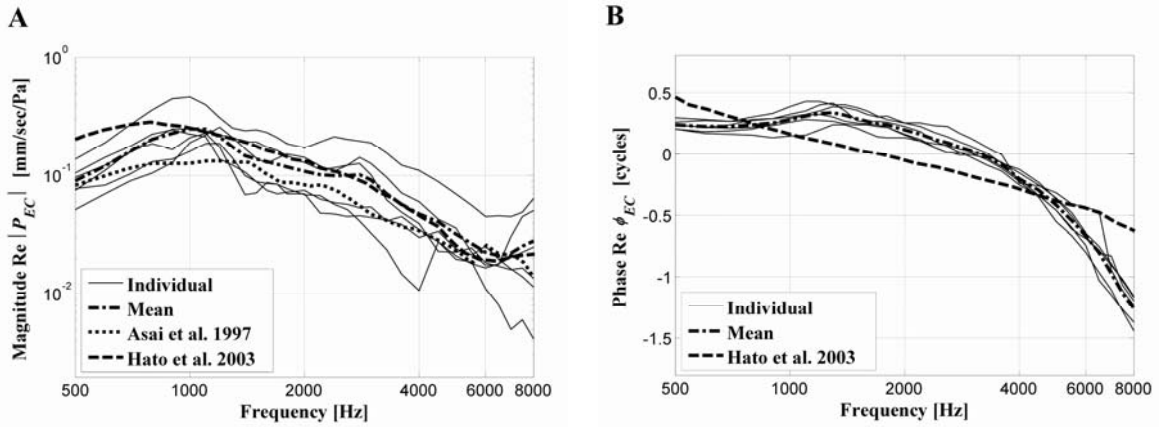 A
Magnitude Re |P_EC| [mm/sec/Pa]
10^0
10^-1
10^-2
Individual
Mean
Asai et al. 1997
Hato et al. 2003
500 1000 2000 4000 6000 8000
Frequency [Hz]
B
Phase Re ϕ_EC [cycles]
0.5
0
-0.5
-1
-1.5
Individual
Mean
Hato et al. 2003
500 1000 2000 4000 6000 8000
Frequency [Hz]